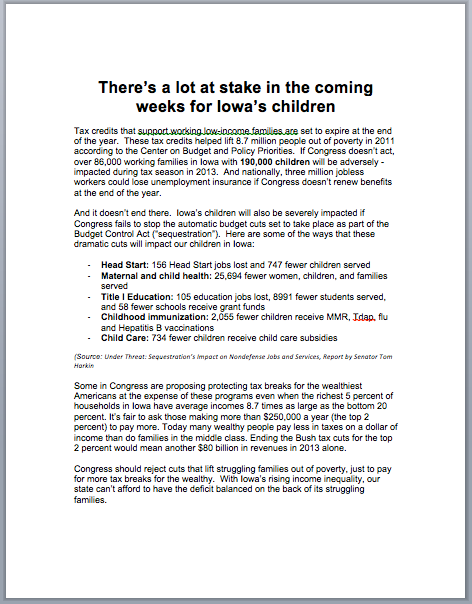 There's a lot at stake in the coming
weeks for Iowa's children
Tax credits that support working low-income families are set to expire at the end
of the year.  These tax credits helped lift 8.7 million people out of poverty in 2011
according to the Center on Budget and Policy Priorities.  If Congress doesn't act,
over 86,000 working families in Iowa with 190,000 children will be adversely -
impacted during tax season in 2013.  And nationally, three million jobless
workers could lose unemployment insurance if Congress doesn't renew benefits
at the end of the year.
And it doesn't end there.  Iowa's children will also be severely impacted if
Congress fails to stop the automatic budget cuts set to take place as part of the
Budget Control Act ("sequestration").  Here are some of the ways that these
dramatic cuts will impact our children in Iowa:
- Head Start: 156 Head Start jobs lost and 747 fewer children served
- Maternal and child health: 25,694 fewer women, children, and families
served
- Title I Education: 105 education jobs lost, 8991 fewer students served,
and 58 fewer schools receive grant funds
- Childhood immunization: 2,055 fewer children receive MMR, Tdap, flu
and Hepatitis B vaccinations
- Child Care: 734 fewer children receive child care subsidies
(Source: Under Threat: Sequestration's Impact on Nondefense Jobs and Services, Report by Senator Tom
Harkin
Some in Congress are proposing protecting tax breaks for the wealthiest
Americans at the expense of these programs even when the richest 5 percent of
households in Iowa have average incomes 8.7 times as large as the bottom 20
percent.  It's fair to ask those making more than $250,000 a year (the top 2
percent) to pay more. Today many wealthy people pay less in taxes on a dollar of
income than do families in the middle class. Ending the Bush tax cuts for the top
2 percent would mean another $80 billion in revenues in 2013 alone.
Congress should reject cuts that lift struggling families out of poverty, just to pay
for more tax breaks for the wealthy.  With Iowa's rising income inequality, our
state can't afford to have the deficit balanced on the back of its struggling
families.